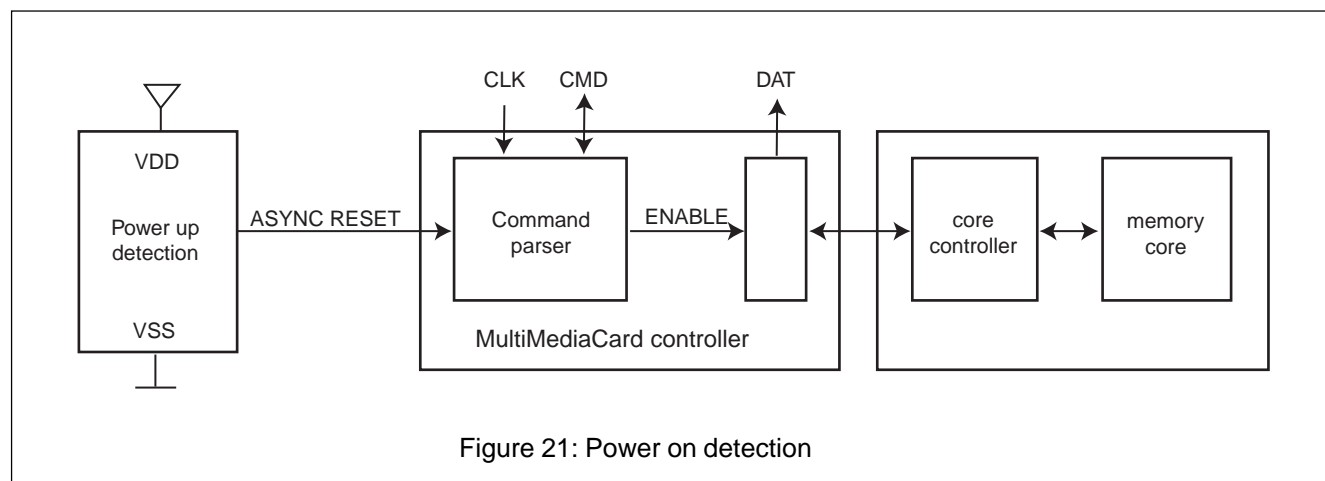 CLK CMD DAT
VDD
Power up
detection
VSS
ASYNC RESET
Command
parser
ENABLE
MultiMediaCard controller
core
controller
memory
core
Figure 21: Power on detection